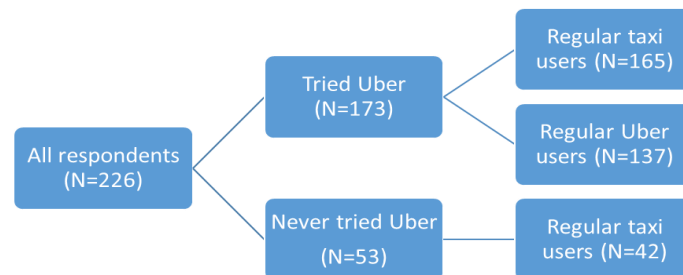 Regular taxi
users (N=165)
Tried Uber
(N=173)
Regular Uber
users (N=137)
All respondents
(N=226)
Never tried Uber
(N=53)
Regular taxi
users (N=42)